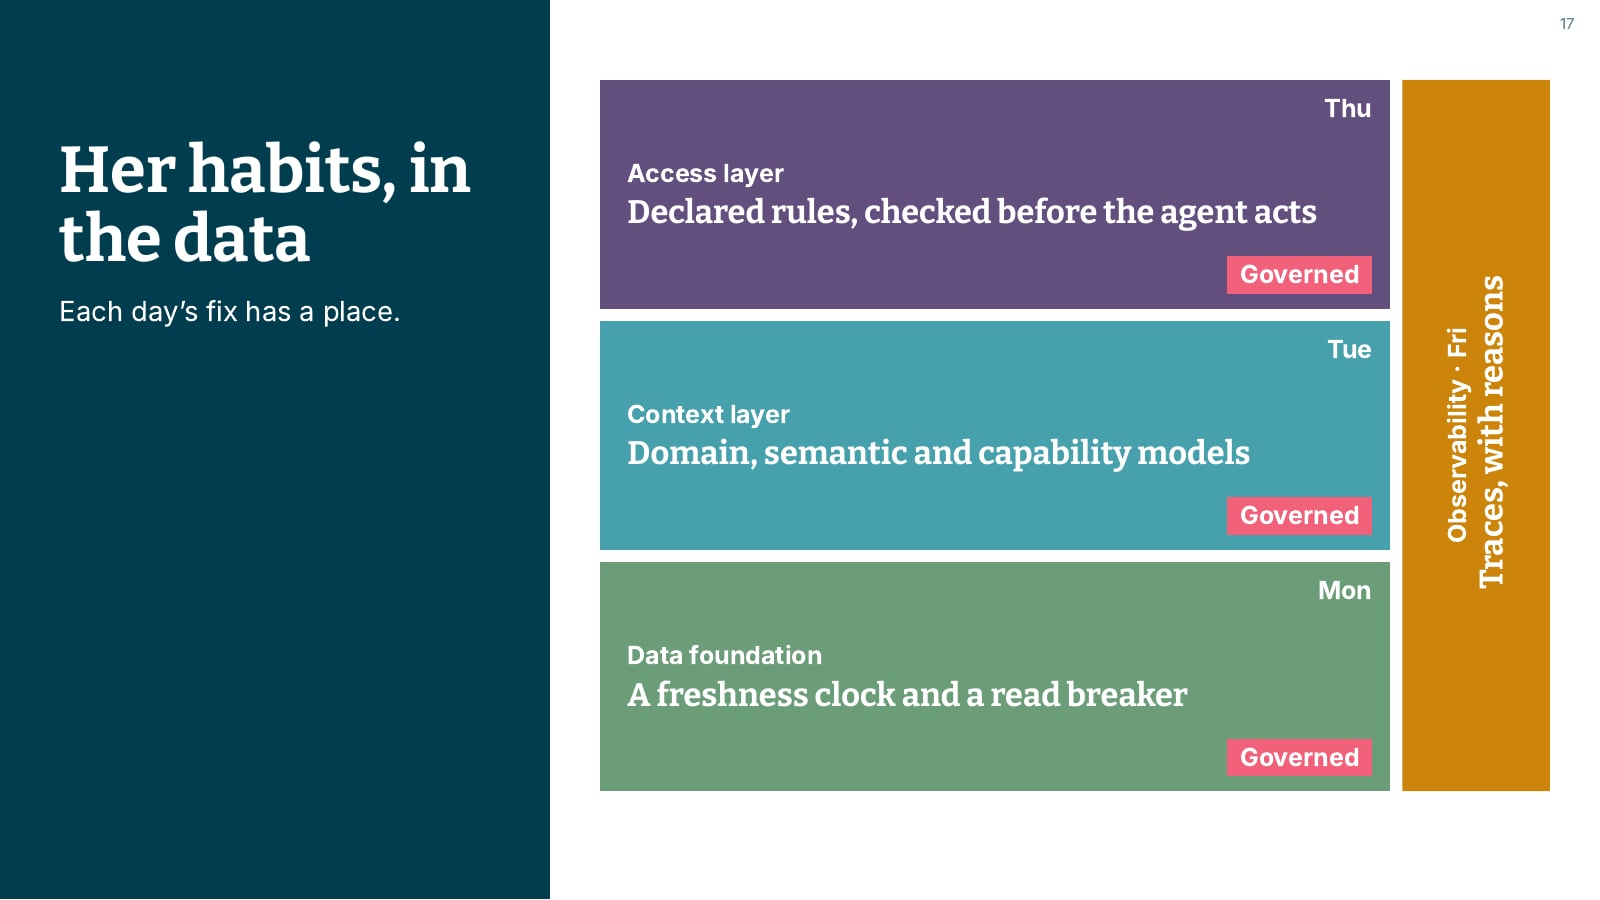 17
Her habits, in
the data
Each day’s fix has a place.
Thu
Access layer
Declared rules, checked before the agent acts
Governed
Tue
Context layer
Domain, semantic and capability models
Governed
Mon
Data foundation
A freshness clock and a read breaker
Governed
Observability · Fri
Traces, with reasons